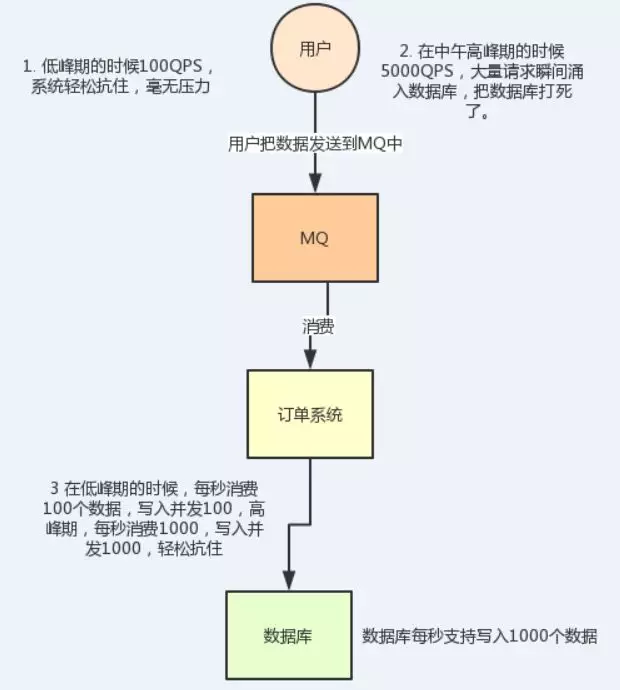 用户
1. 低峰期的时候100QPS，
系统轻松抗住，毫无压力
2. 在中午高峰期的时候
5000QPS，大量请求瞬间涌
入数据库，把数据库打死
了。
用户把数据发送到MQ中
MQ
消费
订单系统
3 在低峰期的时候，每秒消费
100个数据，写入并发100，高
峰期，每秒消费1000，写入并
发1000，轻松抗住
数据库
数据库每秒支持写入1000个数据